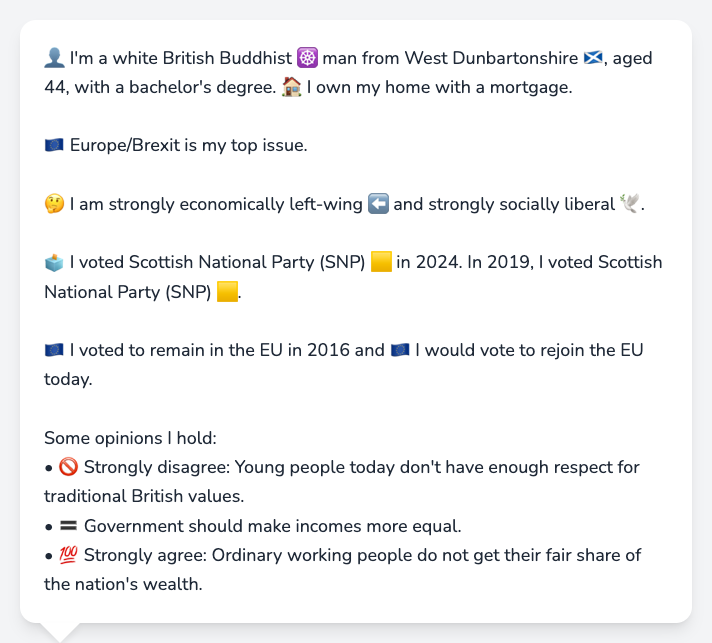 👤 I'm a white British Buddhist ☸️ man from West Dunbartonshire 🏴󠁧󠁢󠁳󠁣󠁴󠁿, aged
44, with a bachelor's degree. 🏠 I own my home with a mortgage.
🇪🇺 Europe/Brexit is my top issue.
🤔 I am strongly economically left-wing ⬅️ and strongly socially liberal 🕊️.
🗳️ I voted Scottish National Party (SNP) 🟨 in 2024. In 2019, I voted Scottish
National Party (SNP) 🟨.
🇪🇺 I voted to remain in the EU in 2016 and 🇪🇺 I would vote to rejoin the EU
today.
Some opinions I hold:
• 🚫 Strongly disagree: Young people today don't have enough respect for
traditional British values.
• 🟰 Government should make incomes more equal.
• 💯 Strongly agree: Ordinary working people do not get their fair share of
the nation's wealth.